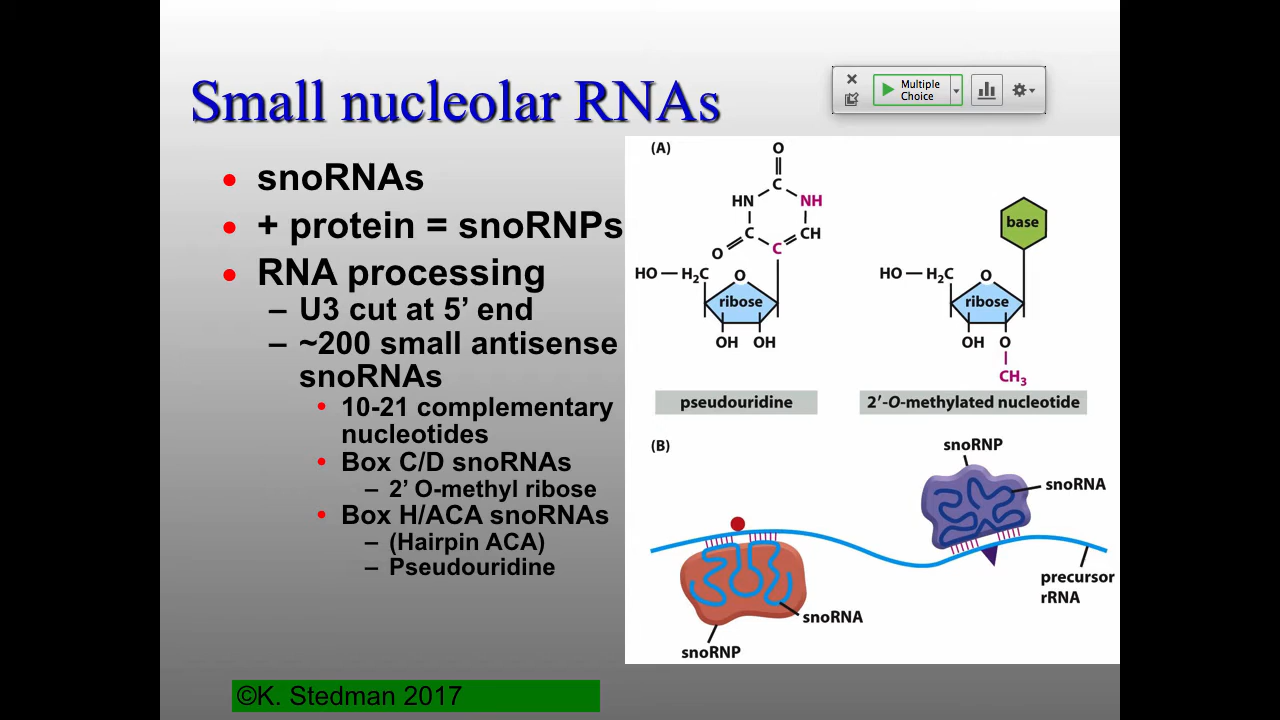 Small nucleolar RNAs
Multiple
Choice
• snoRNAs
• + protein = snoRNPs
• RNA processing
– U3 cut at 5’ end
– ~200 small antisense
snoRNAs
• 10-21 complementary
nucleotides
• Box C/D snoRNAs
– 2’ O-methyl ribose
• Box H/ACA snoRNAs
– (Hairpin ACA)
– Pseudouridine
(A)
O
C
HN NH
C CH
O C
HO — H₂C O
ribose
OH OH
pseudouridine
base
HO — H₂C O
ribose
OH O
CH₃
2′-O-methylated nucleotide
(B)
snoRNP
snoRNA
precursor
rRNA
snoRNA
snoRNP
©K. Stedman 2017